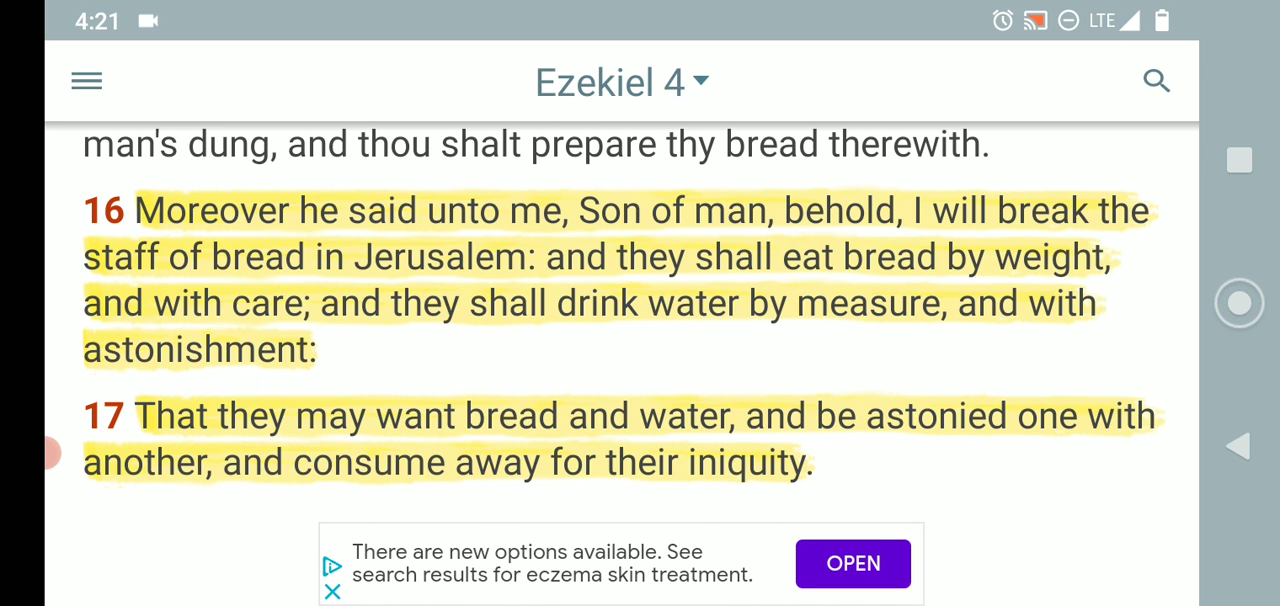 4:21 LTE
Ezekiel 4
man's dung, and thou shalt prepare thy bread therewith.
16 Moreover he said unto me, Son of man, behold, I will break the
staff of bread in Jerusalem: and they shall eat bread by weight,
and with care; and they shall drink water by measure, and with
astonishment:
17 That they may want bread and water, and be astonied one with
another, and consume away for their iniquity.
There are new options available. See
search results for eczema skin treatment.
OPEN